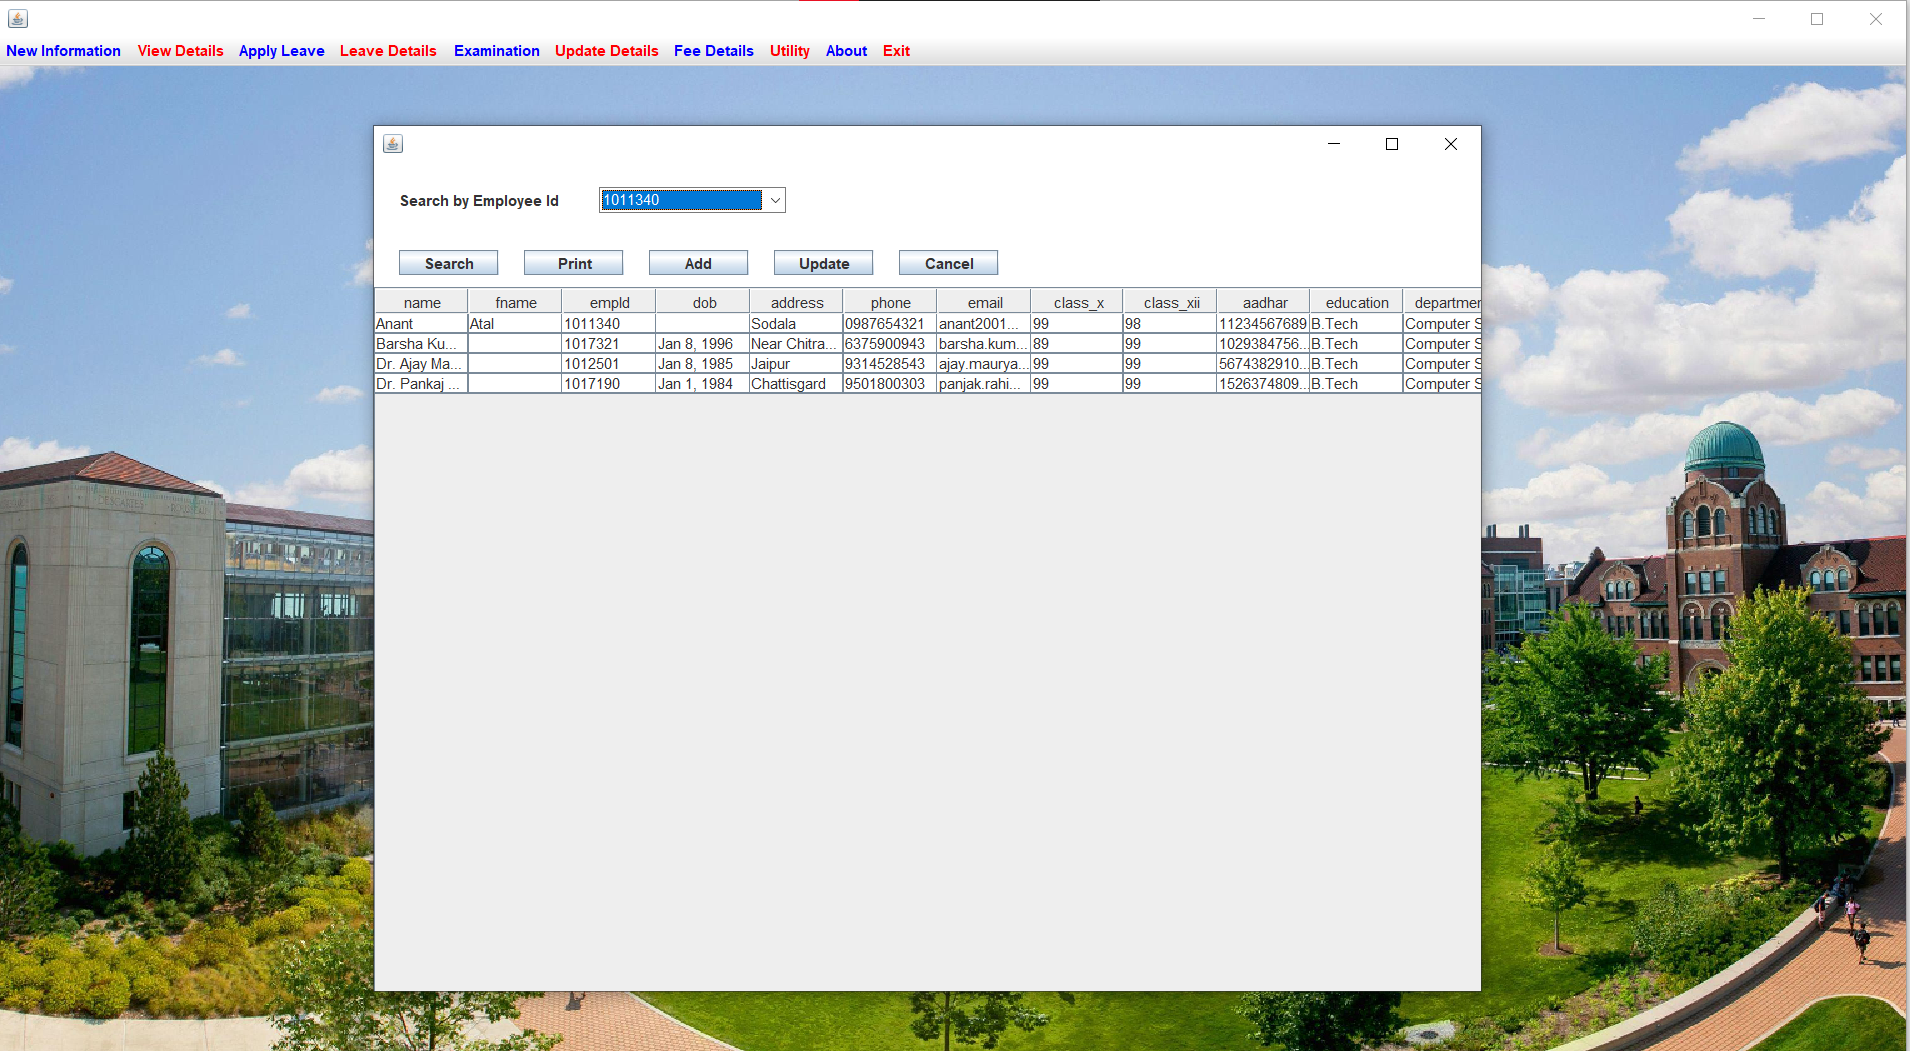 New Information View Details Apply Leave Leave Details Examination Update Details Fee Details Utility About Exit
Search by Employee Id 1011340
Search Print Add Update Cancel
name fname empId dob address phone email class_x class_xii aadhar education departmen
Anant Atal 1011340 Sodala 0987654321 anant2001... 99 98 11234567689 B.Tech Computer S
Barsha Ku... 1017321 Jan 8, 1996 Near Chitra... 6375900943 barsha.kum... 89 99 1029384756... B.Tech Computer S
Dr. Ajay Ma... 1012501 Jan 8, 1985 Jaipur 9314528543 ajay.maurya... 99 99 5674382910... B.Tech Computer S
Dr. Pankaj ... 1017190 Jan 1, 1984 Chattisgard 9501800303 panjak.rahi... 99 99 1526374809... B.Tech Computer S